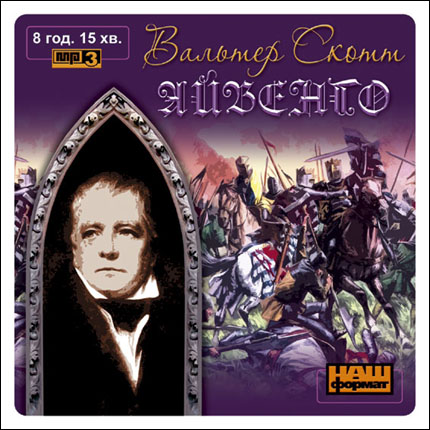 8 год. 15 хв.
MP3
Вальтер Скотт
АЙВЕНГО
НАШ
формат